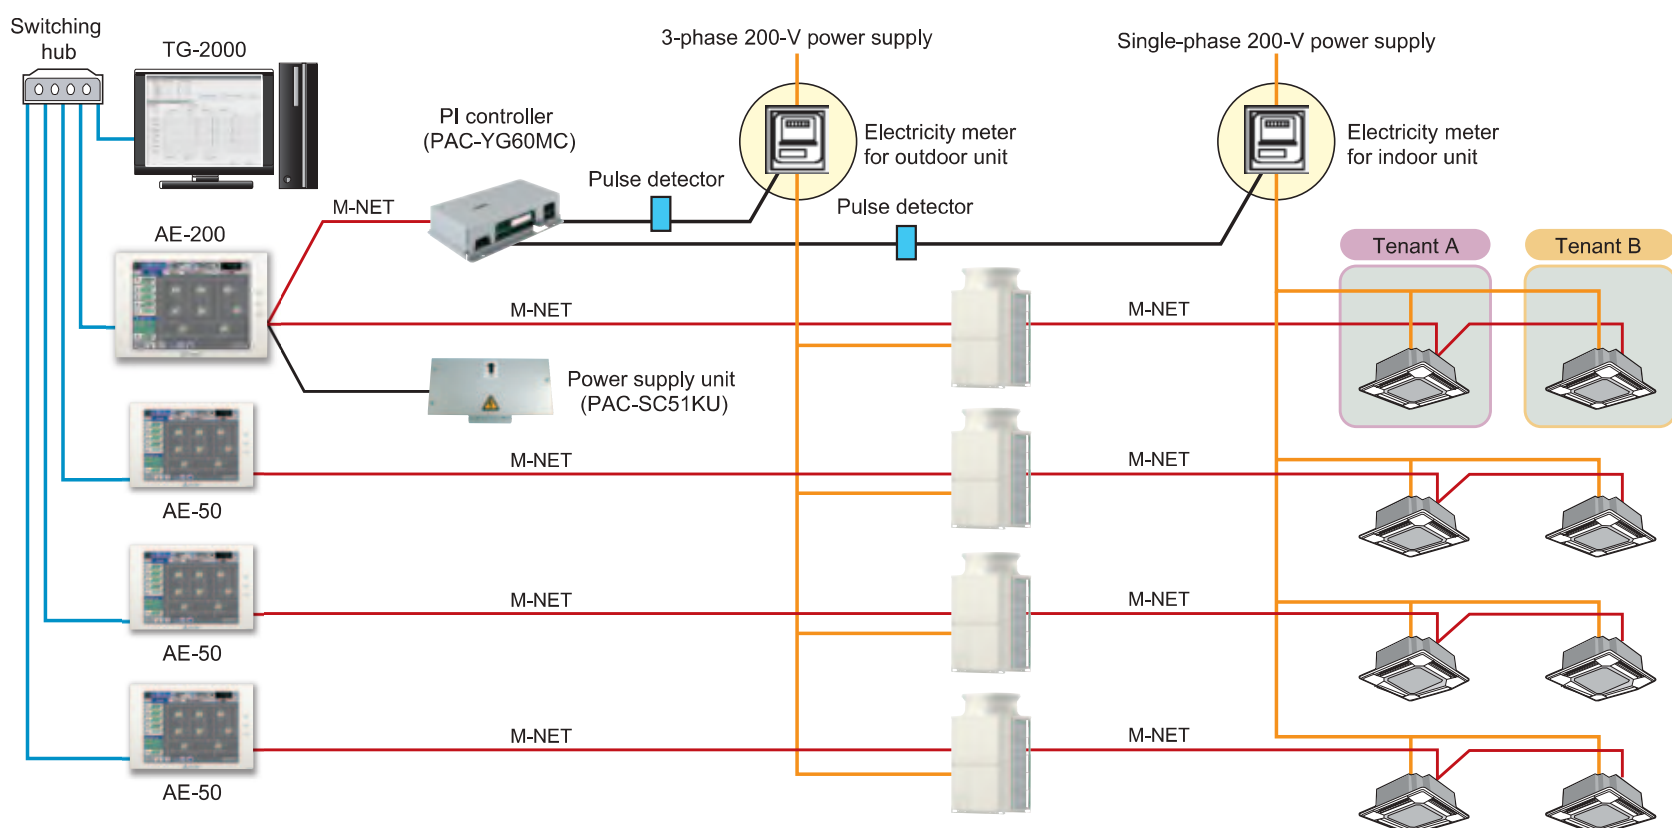 Switching
hub
TG-2000
3-phase 200-V power supply
Single-phase 200-V power supply
PI controller
(PAC-YG60MC)
Electricity meter
for outdoor unit
Electricity meter
for indoor unit
Pulse detector
Pulse detector
M-NET
AE-200
Tenant A
Tenant B
M-NET
M-NET
Power supply unit
(PAC-SC51KU)
M-NET
M-NET
AE-50
M-NET
M-NET
AE-50
M-NET
M-NET
AE-50